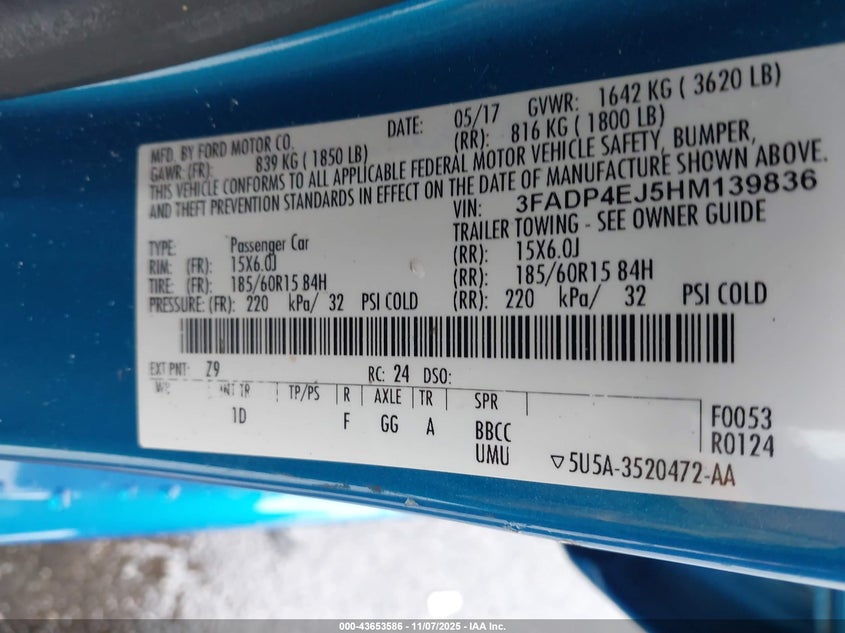 MFD. BY FORD MOTOR CO. DATE: 05/17 GVWR: 1642 KG ( 3620 LB)
GAWR: (FR): 839 KG ( 1850 LB) (RR): 816 KG ( 1800 LB)
THIS VEHICLE CONFORMS TO ALL APPLICABLE FEDERAL MOTOR VEHICLE SAFETY, BUMPER,
AND THEFT PREVENTION STANDARDS IN EFFECT ON THE DATE OF MANUFACTURE SHOWN ABOVE.
VIN: 3FADP4EJ5HM139836
TRAILER TOWING - SEE OWNER GUIDE
TYPE: Passenger Car
RIM: (FR): 15X6.0J (RR): 15X6.0J
TIRE: (FR): 185/60R15 84H (RR): 185/60R15 84H
PRESSURE: (FR): 220 kPa/ 32 PSI COLD (RR): 220 kPa/ 32 PSI COLD
EXT PNT: Z9 RC: 24 DSO:
TR TP/PS R AXLE TR SPR
1D F GG A BBCC F0053
UMU R0124
▽5U5A-3520472-AA
000-43653586 - 11/07/2025 - IAA Inc.